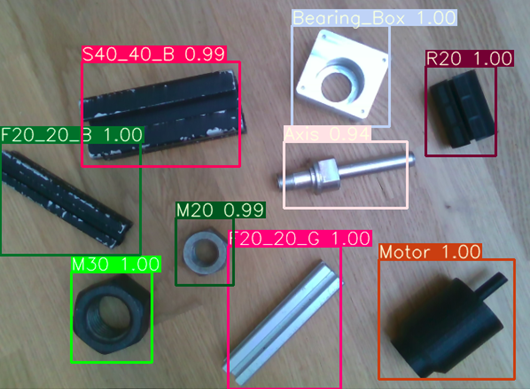 Bearing_Box 1.00
S40_40_B 0.99
R20 1.00
F20_20_B 1.00
Axis 0.94
M20 0.99
F20_20_G 1.00
Motor 1.00
M30 1.00